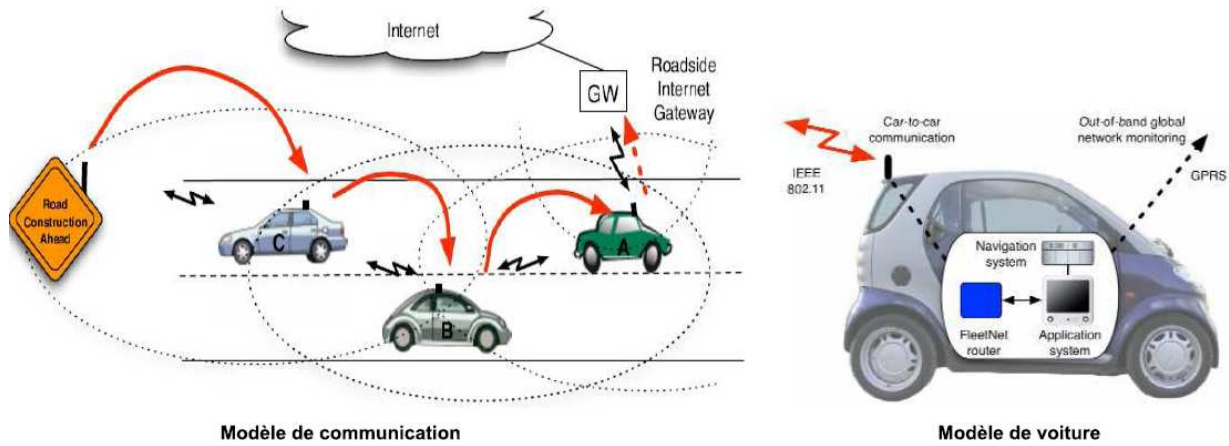 Internet
GW
Roadside
Internet
Gateway
Road
Construction
Ahead
C
A
B
Modèle de communication
Car-to-car
communication
Out-of-band global
network monitoring
IEEE
802.11
GPRS
Navigation
system
FleetNet
router
Application
system
Modèle de voiture